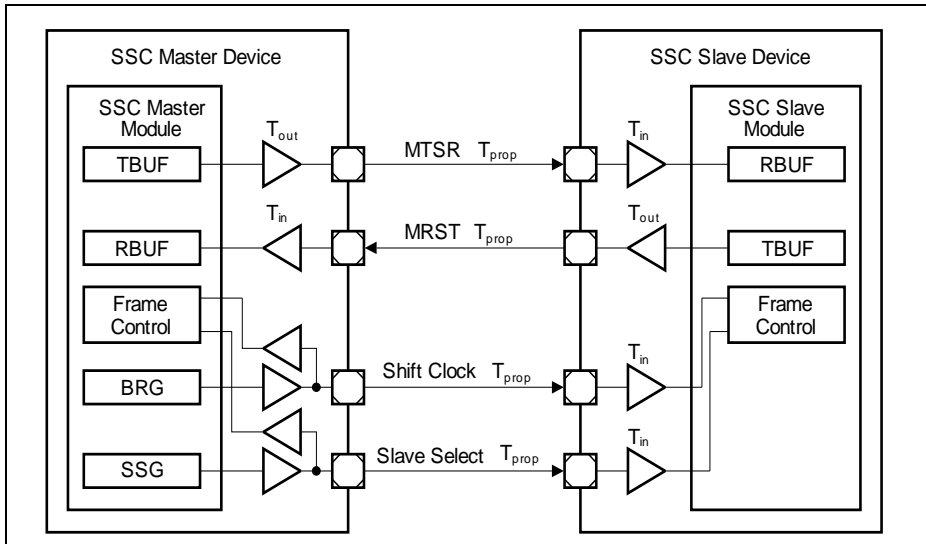 SSC Master Device
SSC Slave Device
SSC Master
Module
SSC Slave
Module
Tout
MTSR Tprop
Tin
TBUF
RBUF
Tin
MRST Tprop
Tout
RBUF
TBUF
Frame
Control
Frame
Control
Tin
BRG
Shift Clock Tprop
Tin
SSG
Slave Select Tprop